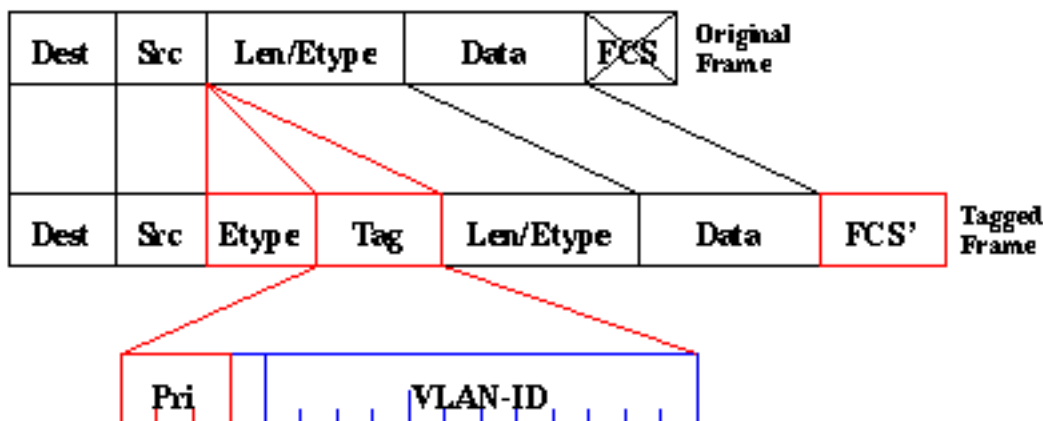 Dest Src Len/Etype Data FCS Original
Frame
Dest Src Etype Tag Len/Etype Data FCS’ Tagged
Frame
Pri VLAN-ID